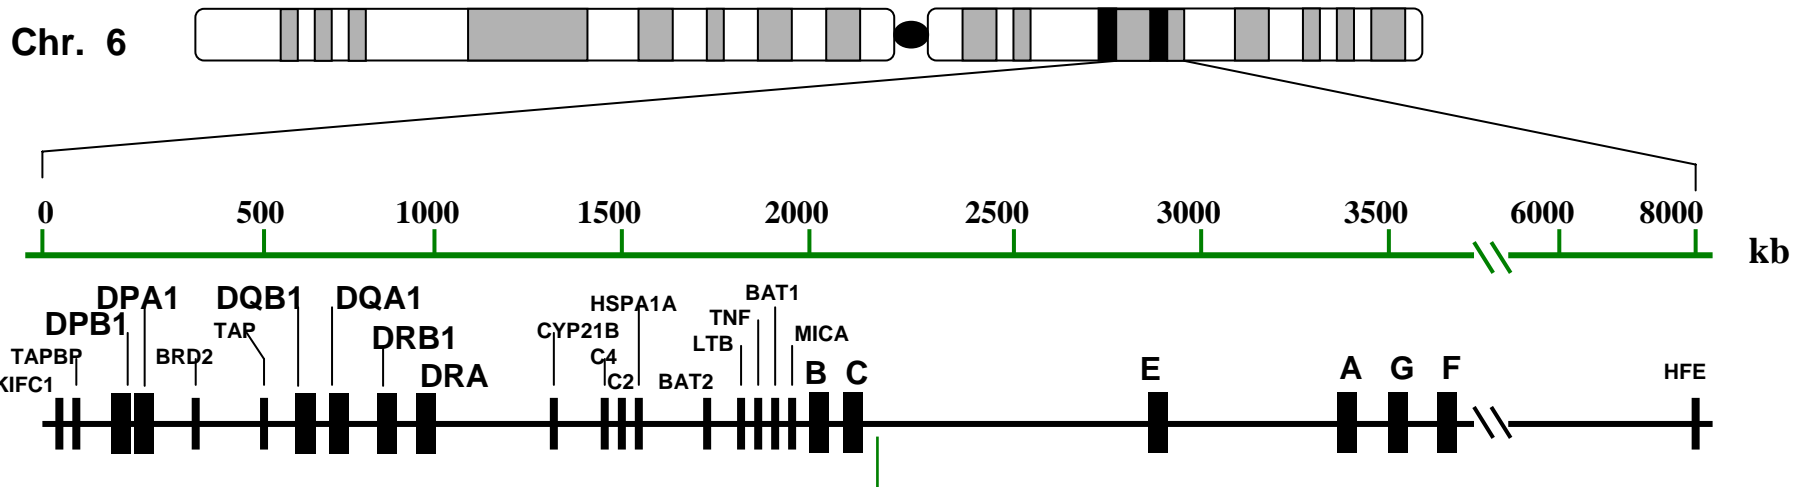 Chr. 6
0 500 1000 1500 2000 2500 3000 3500 6000 8000
kb
DPA1 DQB1 DQA1 HSPA1A BAT1
DPB1 TAP DRB1 CYP21B TNF MICA
TAPBP BRD2 C4 LTB
KIFC1 DRA C2 BAT2 B C E A G F HFE